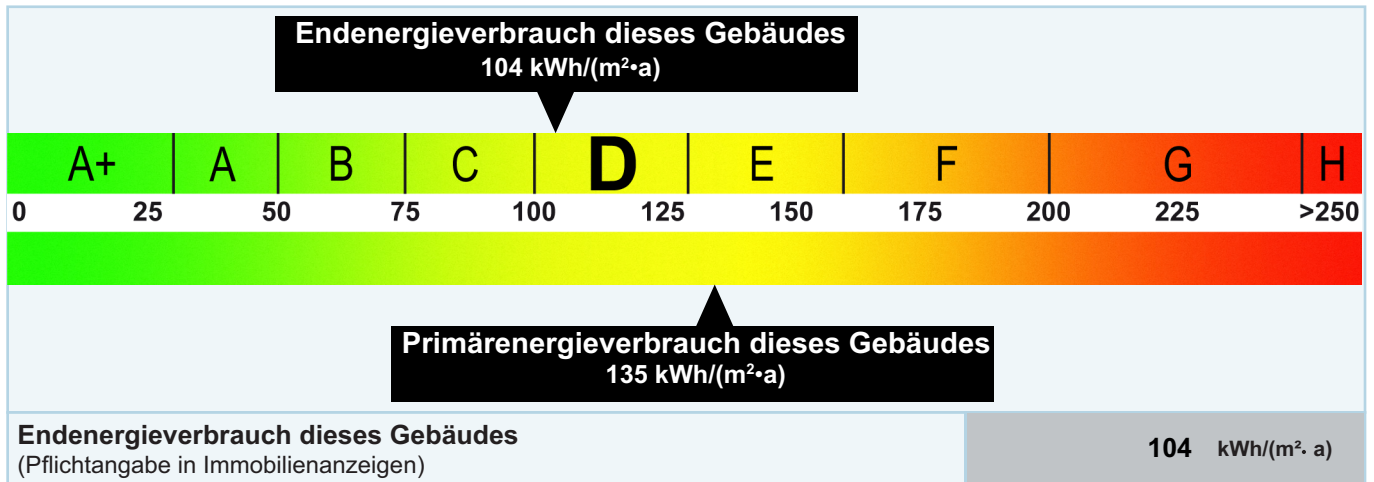 Endenergieverbrauch dieses Gebäudes
104 kWh/(m²•a)
A+ A B C D E F G H
0 25 50 75 100 125 150 175 200 225 >250
Primärenergieverbrauch dieses Gebäudes
135 kWh/(m²•a)
Endenergieverbrauch dieses Gebäudes
(Pflichtangabe in Immobilienanzeigen)
104 kWh/(m²· a)